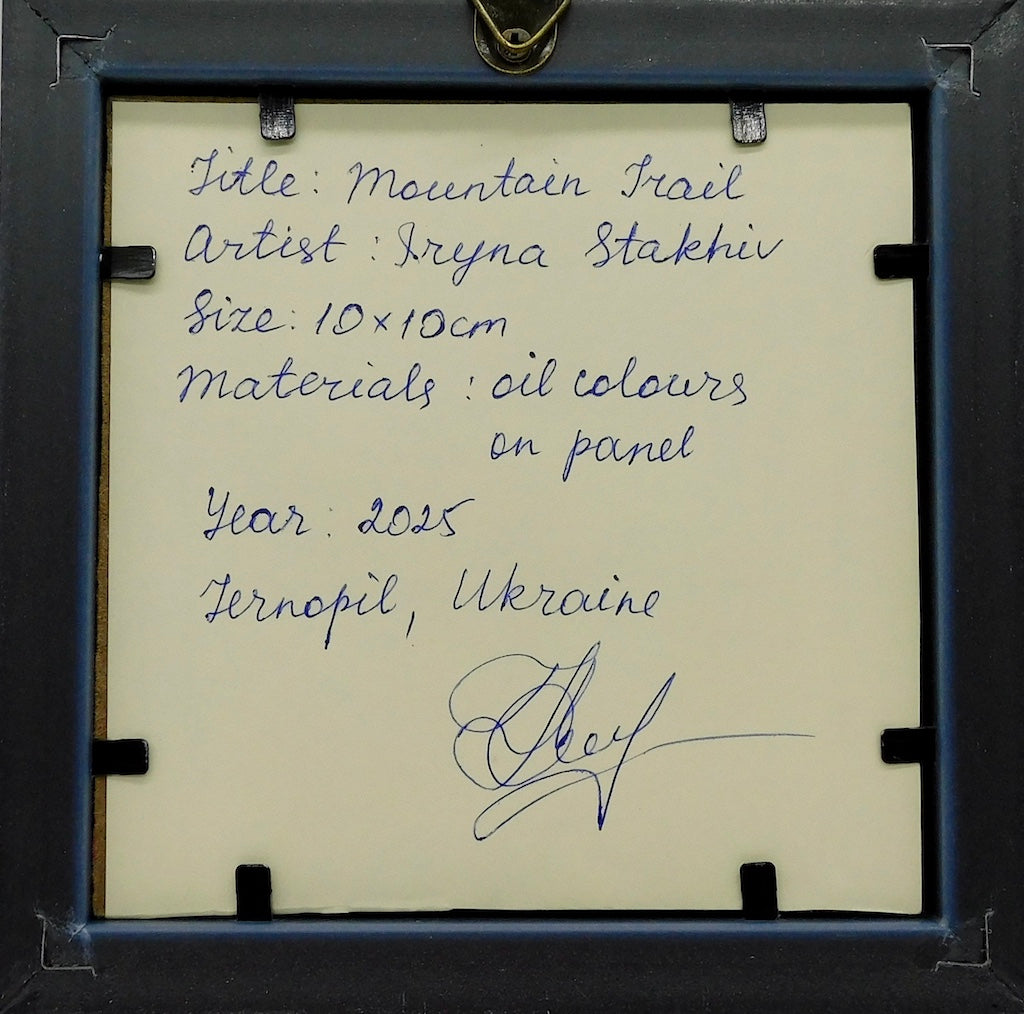 Title: Mountain Trail
Artist: Iryna Stakhiv
Size: 10×10cm
Materials: oil colours
on panel
Year: 2025
Ternopil, Ukraine